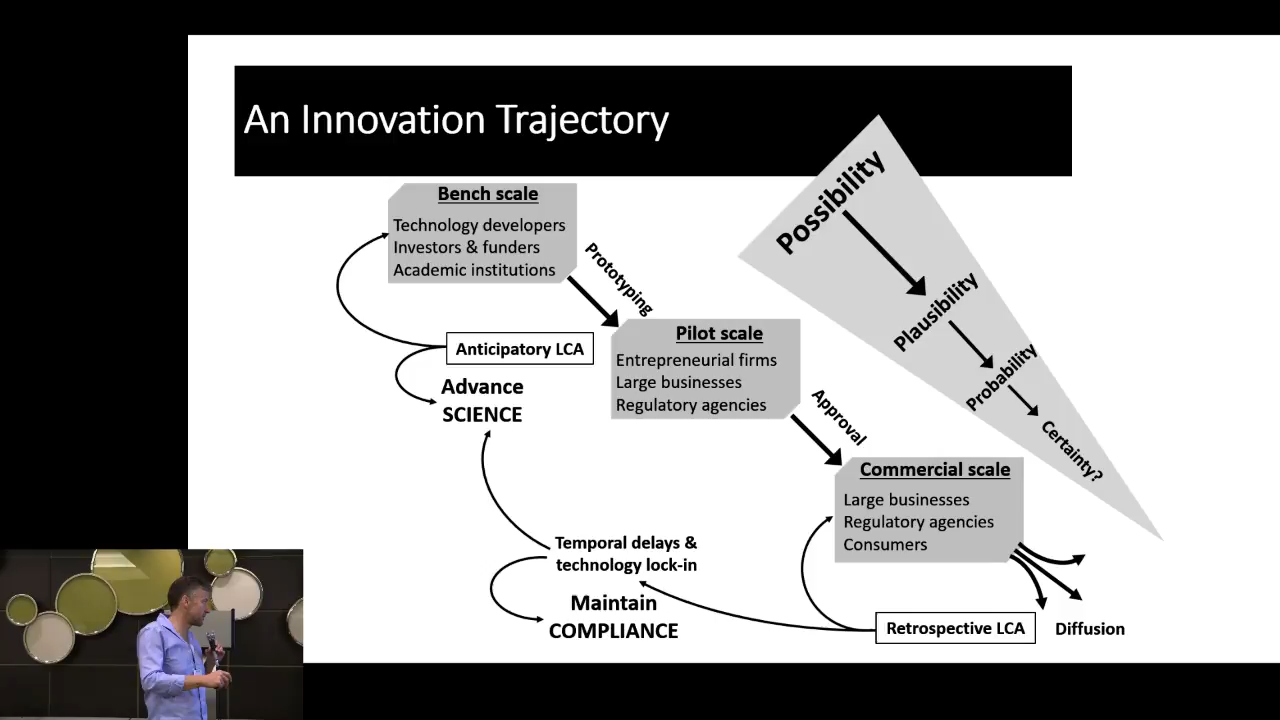 An Innovation Trajectory
Bench scale
Technology developers
Investors & funders
Academic institutions
Prototyping
Possibility
Plausibility
Probability
Certainty?
Anticipatory LCA
Advance
SCIENCE
Pilot scale
Entrepreneurial firms
Large businesses
Regulatory agencies
Approval
Commercial scale
Large businesses
Regulatory agencies
Consumers
Temporal delays &
technology lock-in
Maintain
COMPLIANCE
Retrospective LCA
Diffusion